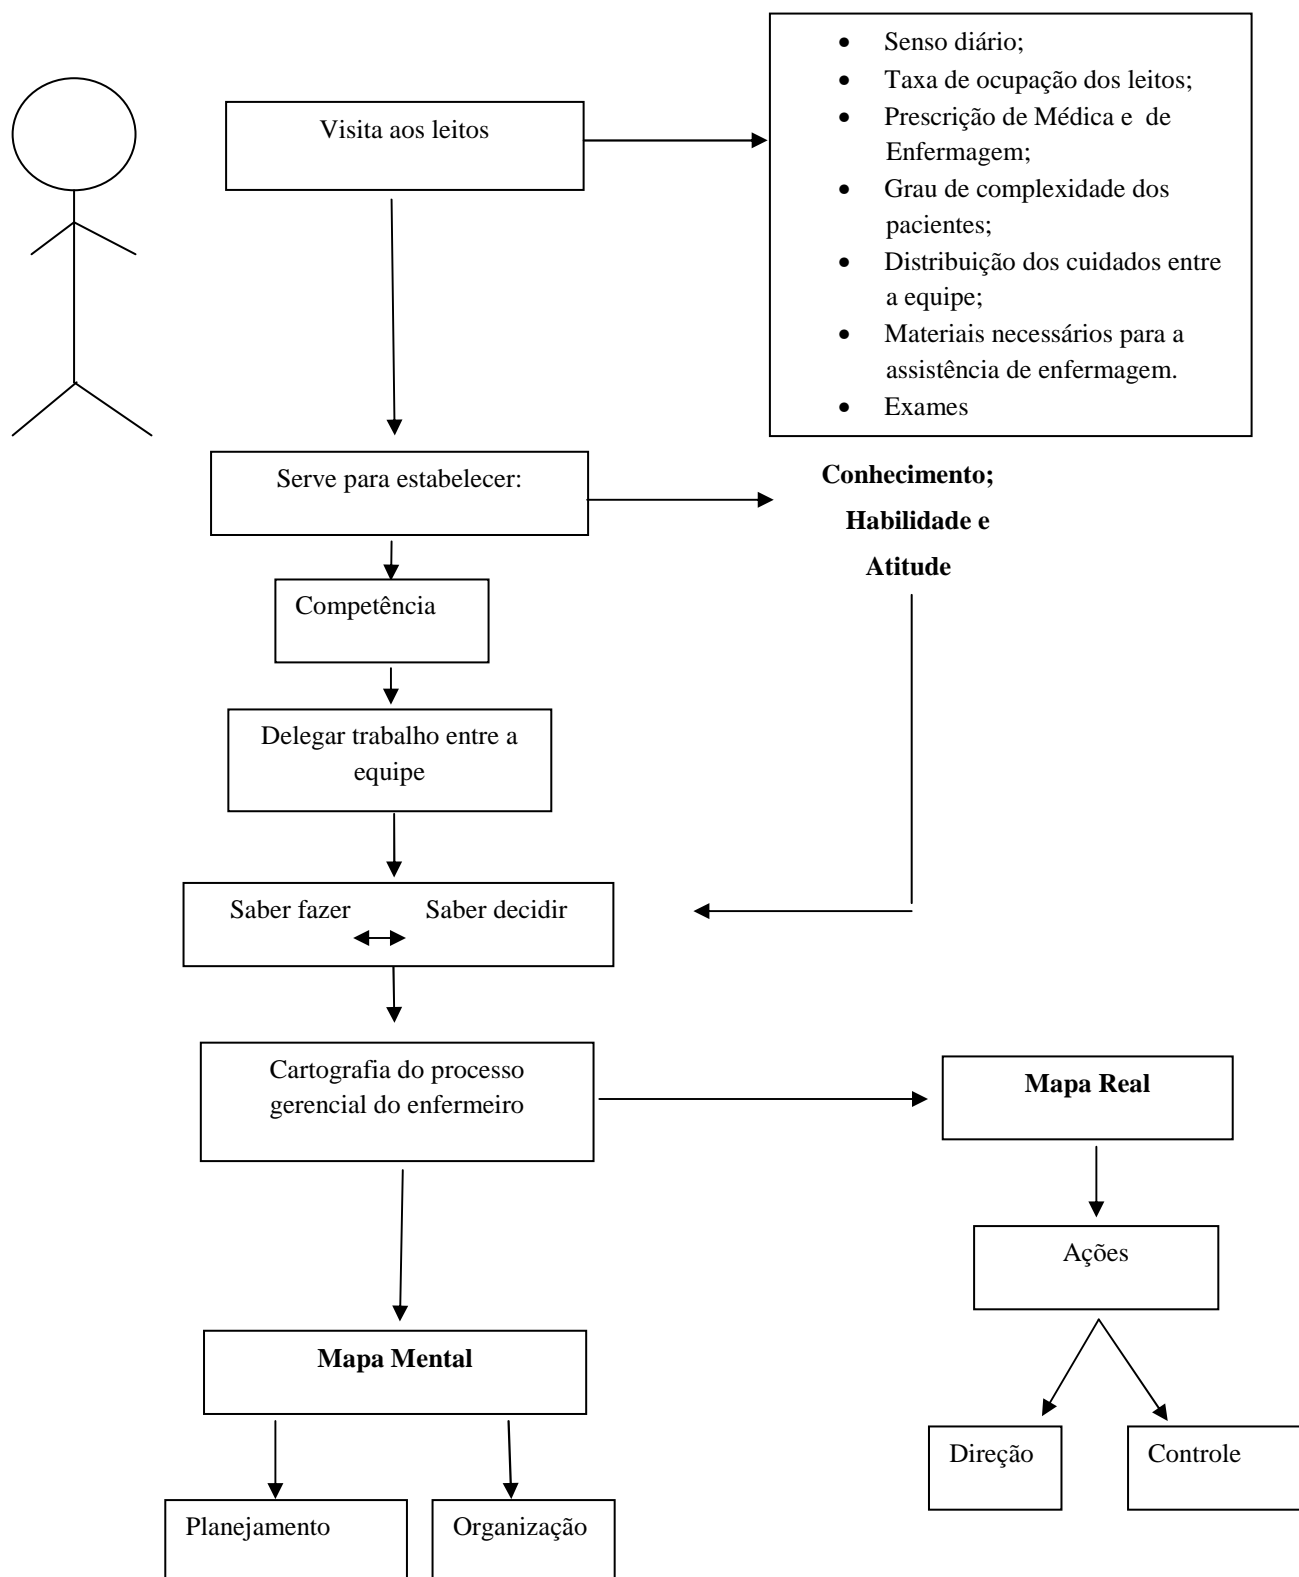 Visita aos leitos
• Senso diário;
• Taxa de ocupação dos leitos;
• Prescrição de Médica e de
Enfermagem;
• Grau de complexidade dos
pacientes;
• Distribuição dos cuidados entre
a equipe;
• Materiais necessários para a
assistência de enfermagem.
• Exames
Serve para estabelecer:
Conhecimento;
Habilidade e
Atitude
Competência
Delegar trabalho entre a
equipe
Saber fazer Saber decidir
Cartografia do processo
gerencial do enfermeiro
Mapa Real
Ações
Mapa Mental
Direção
Controle
Planejamento
Organização